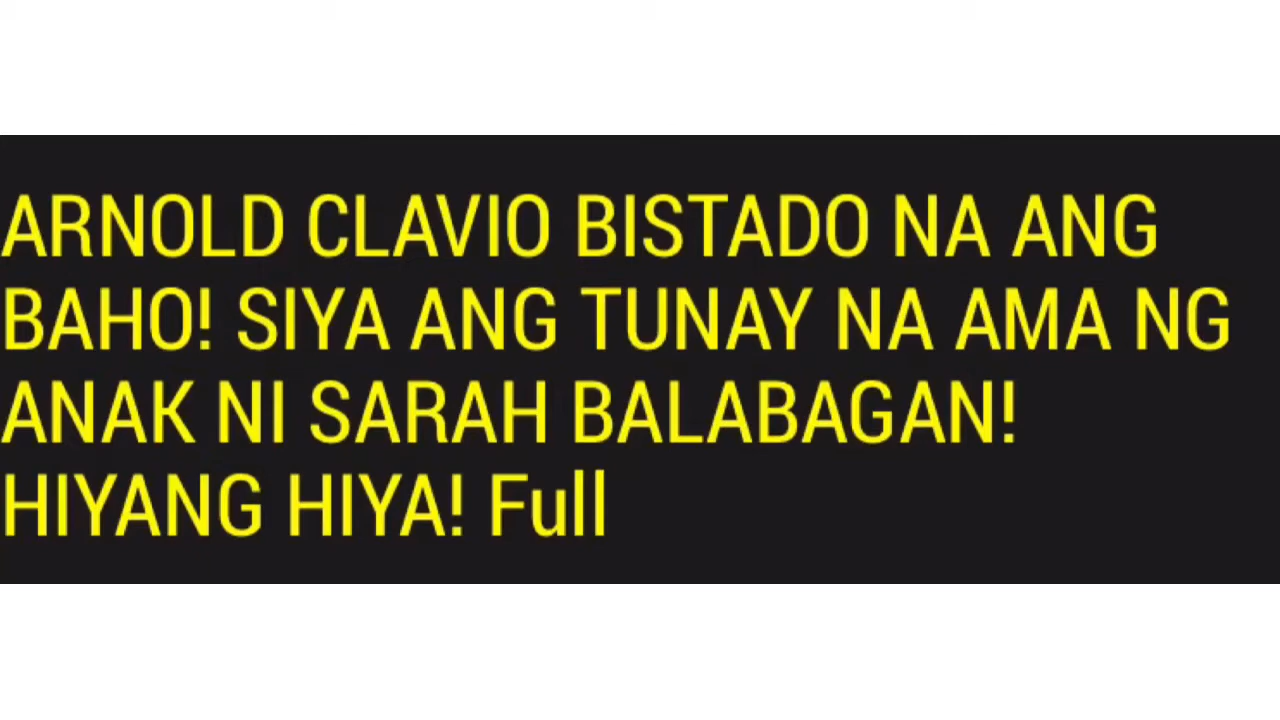 ARNOLD CLAVIO BISTADO NA ANG
BAHO! SIYA ANG TUNAY NA AMA NG
ANAK NI SARAH BALABAGAN!
HIYANG HIYA! Full